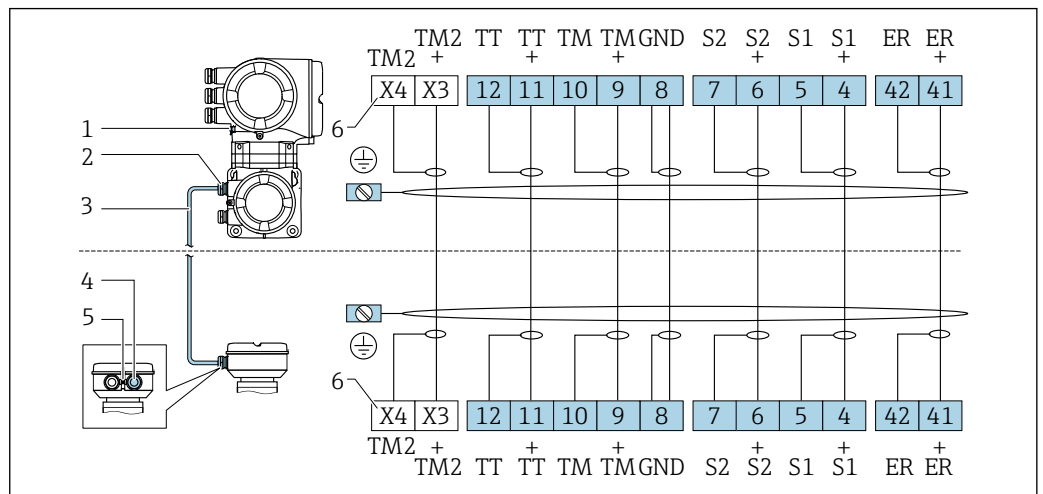 TM2 TT TT TM TM GND S2 S2 S1 S1 ER ER
TM2 + + + + + +
X4 X3 12 11 10 9 8 7 6 5 4 42 41
6
1
2
3
4
5
6
X4 X3 12 11 10 9 8 7 6 5 4 42 41
TM2 + + + + + +
TM2 TT TT TM TM GND S2 S2 S1 S1 ER ER